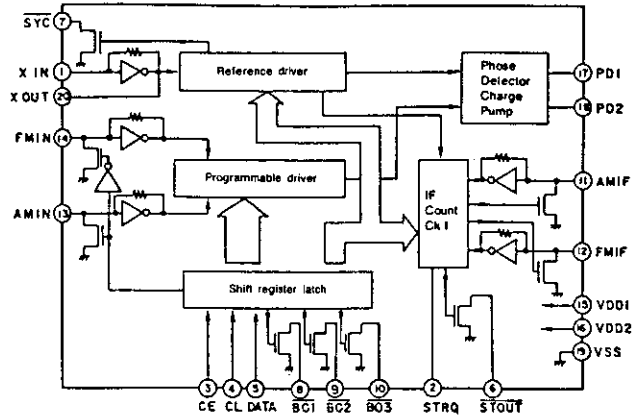 SYC
7
X IN
1
X OUT
20
FMIN
14
AMIN
13
Reference driver
Programmable driver
Shift register latch
Phase
Detector
Charge
Pump
IF
Count
Ck1
17
PD1
18
PD2
11
AMIF
12
FMIF
15
VDD1
16
VDD2
19
VSS
3
4
5
8
9
10
2
6
CE
CL
DATA
BO1
BO2
BO3
STRQ
STOUT